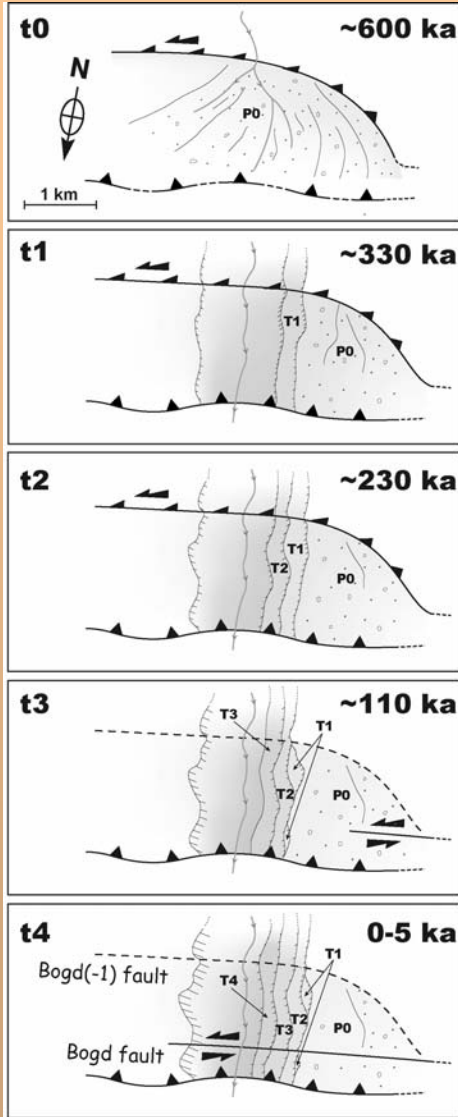 t0 ~600 ka
N
P0
1 km
t1 ~330 ka
T1
P0
t2 ~230 ka
T1
T2
P0
t3 ~110 ka
T3 T1
T2 P0
t4 0-5 ka
Bogd(-1) fault
T1
T4
T2 P0
T3
Bogd fault